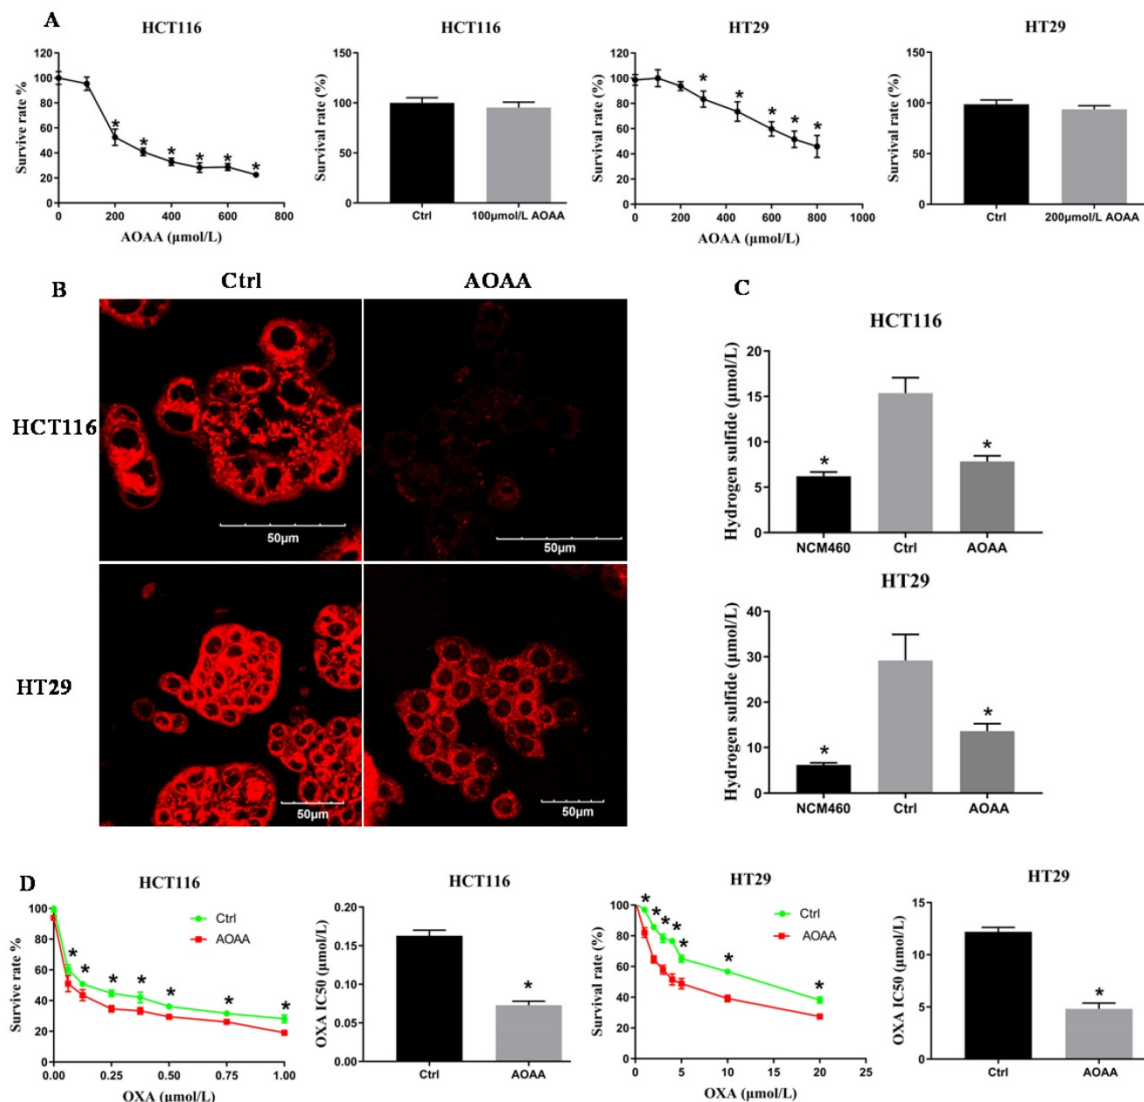 A
HCT116
Survive rate %
120
100
80
60
40
20
0
* * * * * *
0 200 400 600 800
AOAA (μmol/L)
HCT116
Survival rate (%)
150
100
50
0
Ctrl 100μmol/L AOAA
HT29
Survival rate (%)
120
100
80
60
40
20
0
* * * * *
0 200 400 600 800 1000
AOAA (μmol/L)
HT29
Survival rate (%)
150
100
50
0
Ctrl 200μmol/L AOAA
B
Ctrl AOAA
HCT116
50μm 50μm
HT29
50μm 50μm
C
HCT116
Hydrogen sulfide (μmol/L)
20
15
10
5
0
* *
NCM460 Ctrl AOAA
HT29
Hydrogen sulfide (μmol/L)
40
30
20
10
0
* *
NCM460 Ctrl AOAA
D
HCT116
Survive rate %
100
80
60
40
20
0
Ctrl
AOAA
* * * * * * *
0.00 0.25 0.50 0.75 1.00
OXA (μmol/L)
HCT116
OXA IC50 (μmol/L)
0.20
0.15
0.10
0.05
0.00
*
Ctrl AOAA
HT29
Survival rate (%)
100
80
60
40
20
0
Ctrl
AOAA
* * * * * * *
0 5 10 15 20 25
OXA (μmol/L)
HT29
OXA IC50 (μmol/L)
15
10
5
0
*
Ctrl AOAA